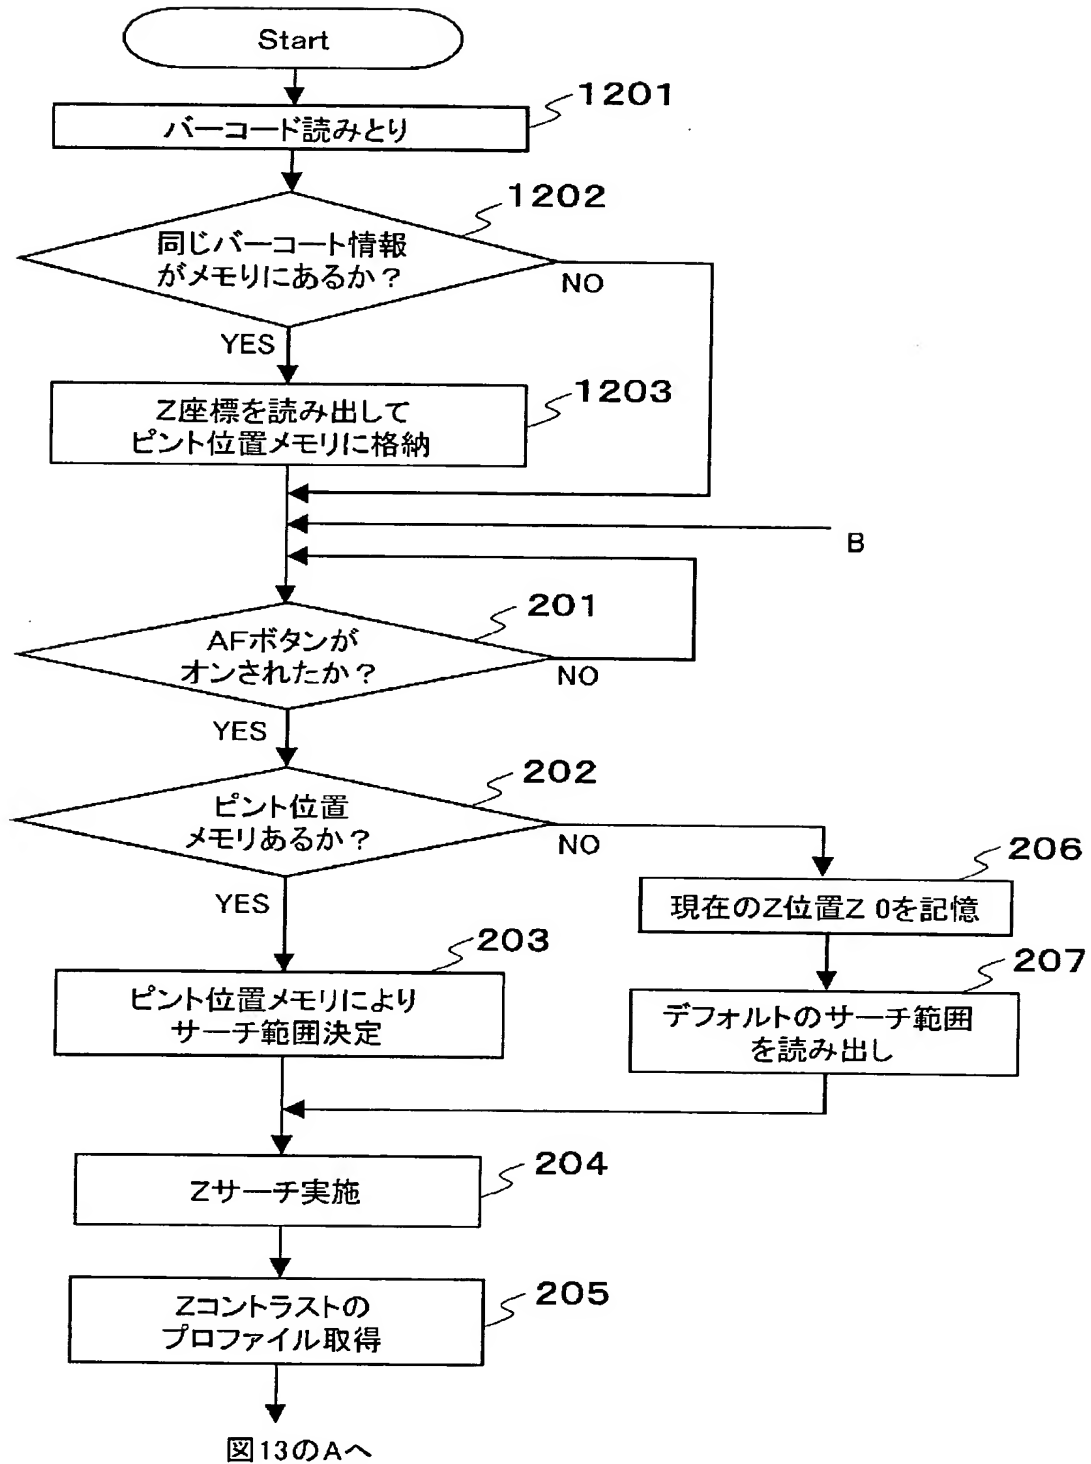 Start
1201
バーコード読みとり
1202
同じバーコート情報
がメモリにあるか？
NO
YES
1203
Z座標を読み出して
ピント位置メモリに格納
B
201
AFボタンが
オンされたか？
NO
YES
202
ピント位置
メモリあるか？
NO
YES
206
現在のZ位置Z 0を記憶
203
ピント位置メモリにより
サーチ範囲決定
207
デフォルトのサーチ範囲
を読み出し
204
Zサーチ実施
205
Zコントラストの
プロファイル取得
図13のAへ